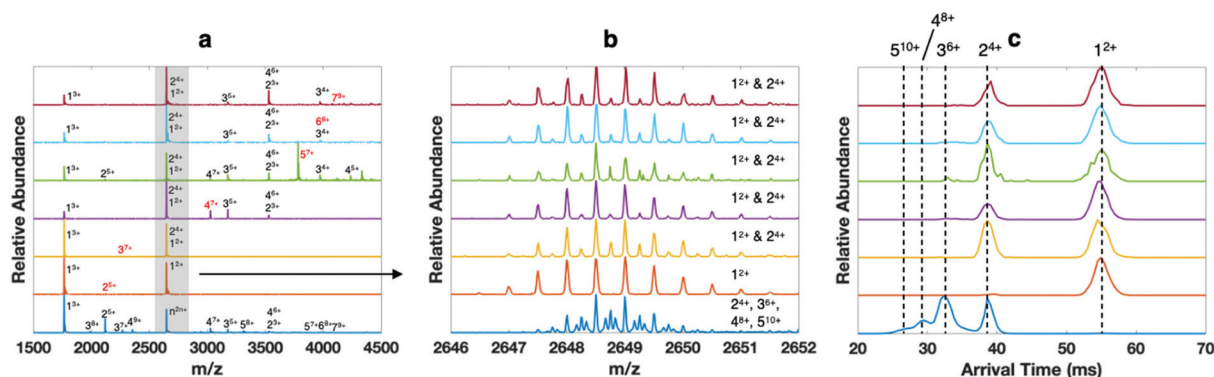 a
Relative Abundance
1³⁺ 2⁴⁺ 1²⁺ 3⁵⁺ 4⁶⁺ 2³⁺ 3⁴⁺ 7⁹⁺
1³⁺ 2⁴⁺ 1²⁺ 3⁵⁺ 4⁶⁺ 2³⁺ 6⁸⁺ 3⁴⁺
1³⁺ 2⁵⁺ 2⁴⁺ 1²⁺ 4⁷⁺ 3⁵⁺ 4⁶⁺ 2³⁺ 5⁷⁺ 3⁴⁺ 4⁵⁺
1³⁺ 2⁴⁺ 1²⁺ 4⁷⁺ 3⁵⁺ 4⁶⁺ 2³⁺
1³⁺ 3⁷⁺ 2⁴⁺ 1²⁺
1³⁺ 2⁵⁺ 1²⁺
1³⁺ 3⁸⁺ 2⁵⁺ 3⁷⁺ 4⁹⁺ n²ⁿ⁺ 4⁷⁺ 3⁵⁺ 5⁸⁺ 4⁶⁺ 2³⁺ 5⁷⁺ 6⁸⁺ 7⁹⁺
1500 2000 2500 3000 3500 4000 4500
m/z
b
Relative Abundance
1²⁺ & 2⁴⁺
1²⁺ & 2⁴⁺
1²⁺ & 2⁴⁺
1²⁺ & 2⁴⁺
1²⁺ & 2⁴⁺
1²⁺
2⁴⁺, 3⁶⁺,
4⁸⁺, 5¹⁰⁺
2646 2647 2648 2649 2650 2651 2652
m/z
c
4⁸⁺
5¹⁰⁺ 3⁶⁺ 2⁴⁺ 1²⁺
Relative Abundance
20 30 40 50 60 70
Arrival Time (ms)